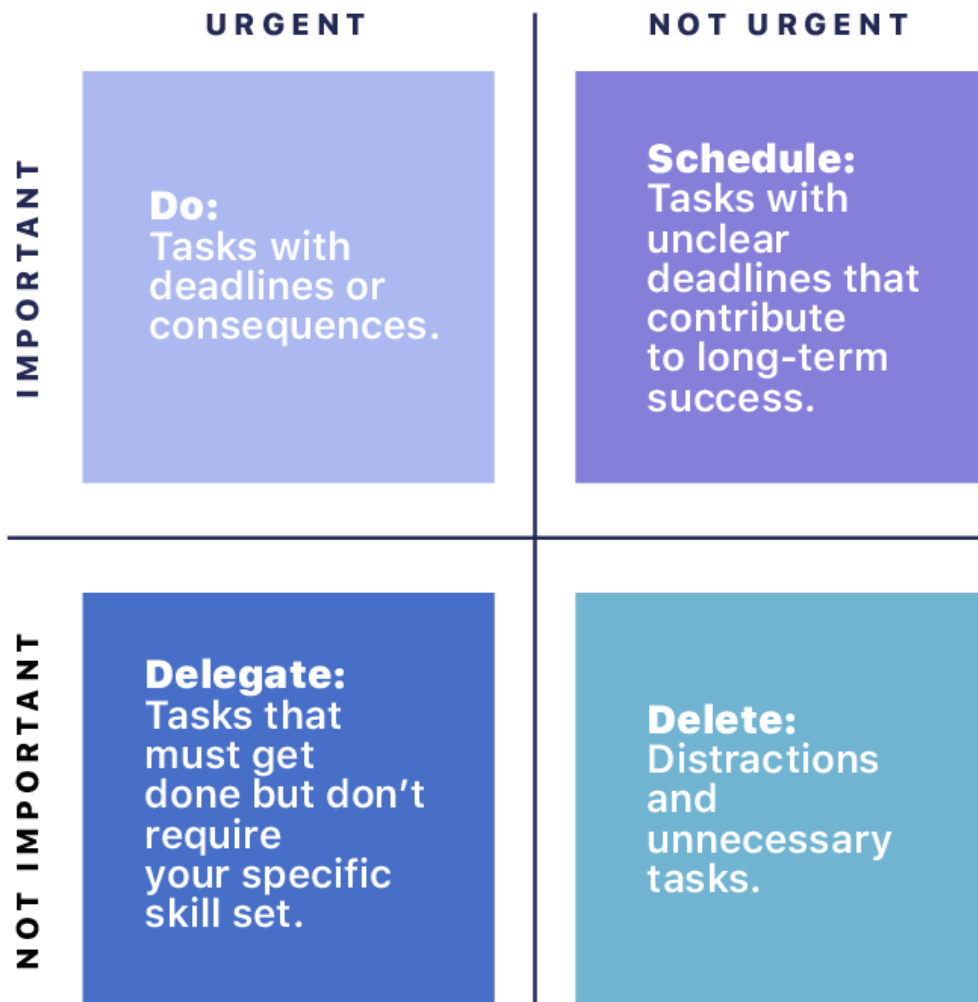 URGENT
NOT URGENT
IMPORTANT
Do:
Tasks with
deadlines or
consequences.
Schedule:
Tasks with
unclear
deadlines that
contribute
to long-term
success.
NOT IMPORTANT
Delegate:
Tasks that
must get
done but don’t
require
your specific
skill set.
Delete:
Distractions
and
unnecessary
tasks.